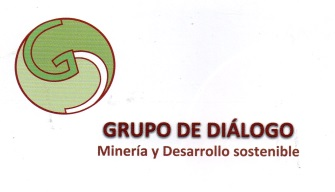 GRUPO DE DIÁLOGO
Minería y Desarrollo sostenible